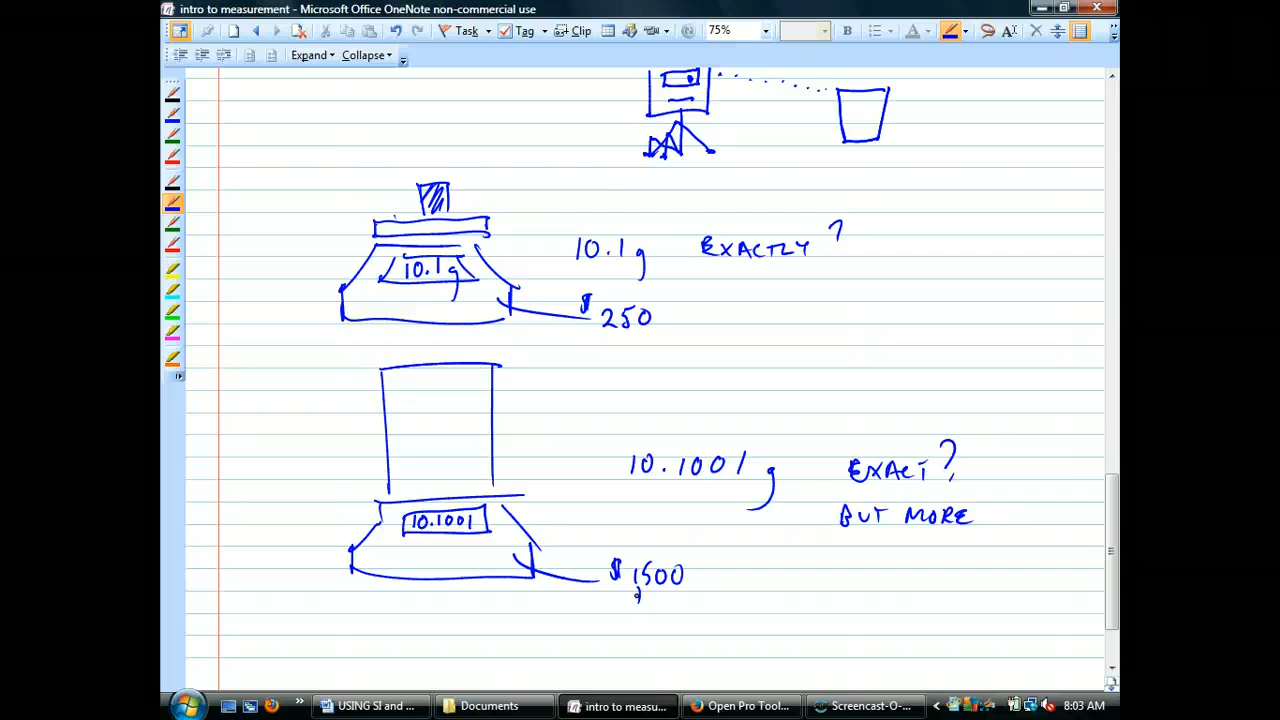 intro to measurement - Microsoft Office OneNote non-commercial use
Task Tag Clip 75% B
Expand Collapse
10.1g
10.1g EXACTLY ?
$250
10.1001 g EXACT?
BUT MORE
10.1001
$1500
USING SI and ... Documents intro to measu... Open Pro Tool... Screencast-O-... 8:03 AM